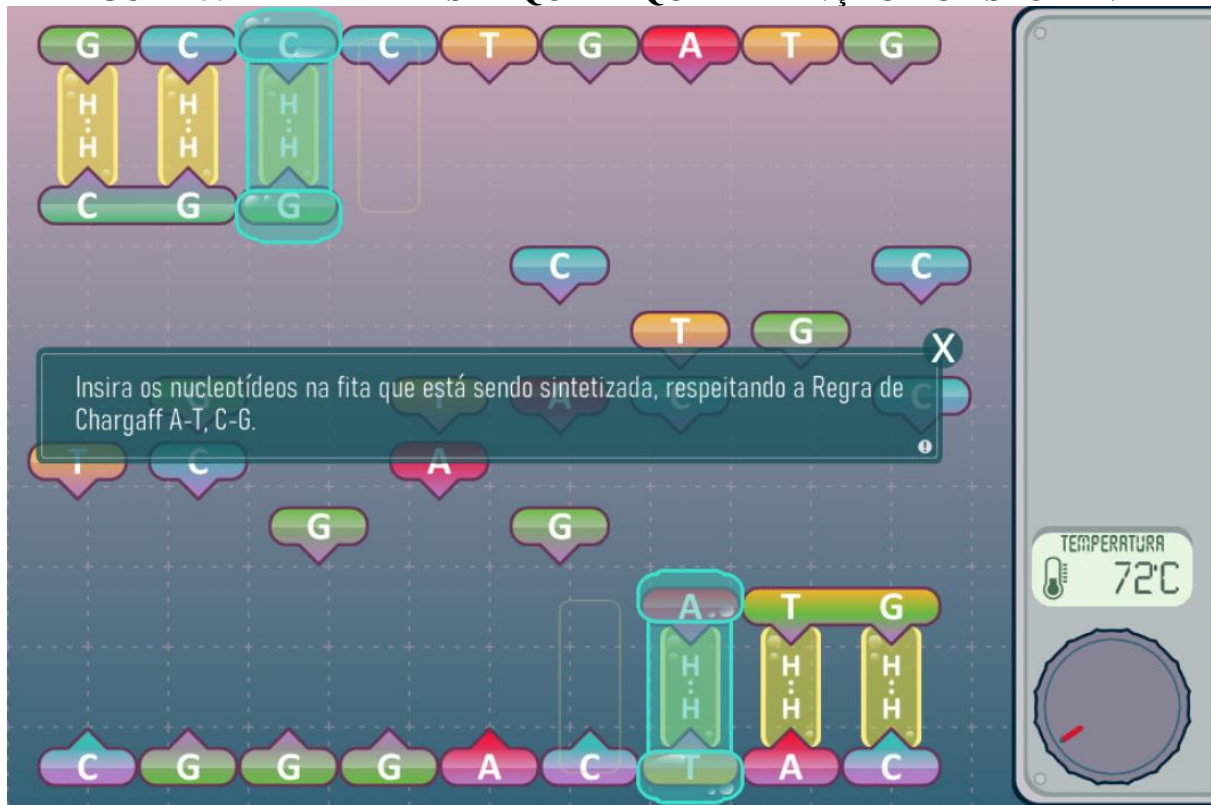 G C C C T G A T G
H H H
H H H
C G G
C C
T G
Insira os nucleotídeos na fita que está sendo sintetizada, respeitando a Regra de
Chargaff A-T, C-G.
G T A C C
T C A
G G
TEMPERATURA
72°C
A T G
H H H
H H H
C G G G A C T A C